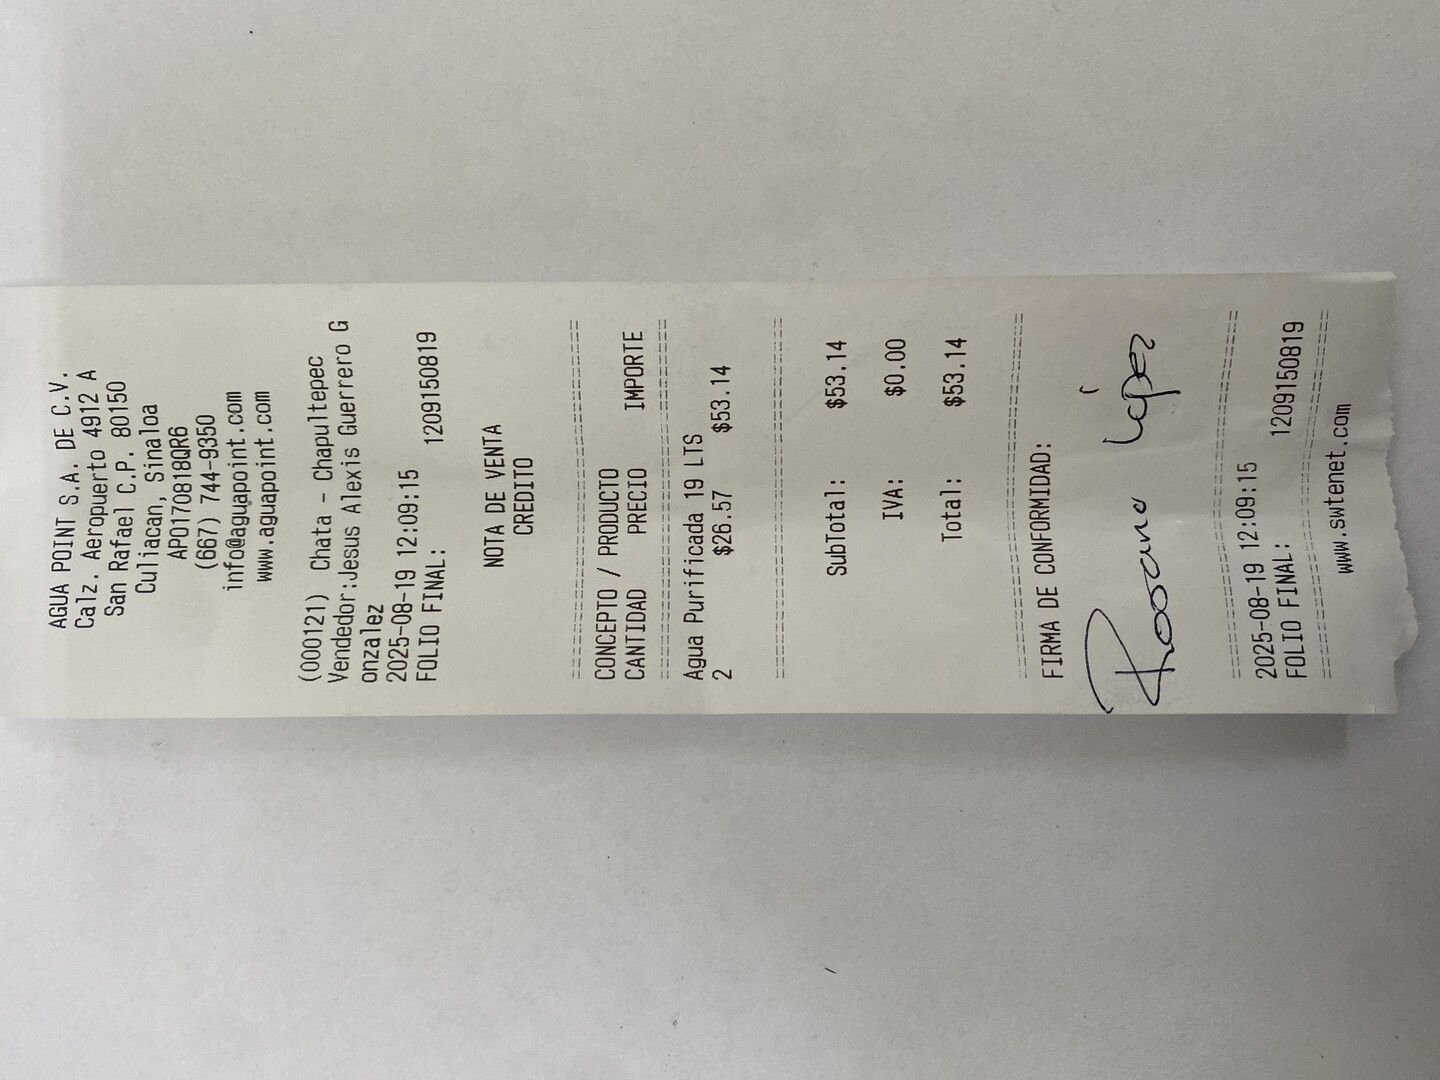 AGUA POINT S.A. DE C.V.
Calz. Aeropuerto 4912 A
San Rafael C.P. 80150
Culiacan, Sinaloa
APO170818QR6
(667) 744-9350
info@aguapoint.com
www.aguapoint.com
(000121) Chata - Chapultepec
Vendedor:Jesus Alexis Guerrero G
onzalez
2025-08-19 12:09:15
FOLIO FINAL: 1209150819
NOTA DE VENTA
CREDITO
CONCEPTO / PRODUCTO
CANTIDAD PRECIO IMPORTE
Agua Purificada 19 LTS
2 $26.57 $53.14
SubTotal: $53.14
IVA: $0.00
Total: $53.14
FIRMA DE CONFORMIDAD:
Rosario López
2025-08-19 12:09:15
FOLIO FINAL: 1209150819
www.swtenet.com